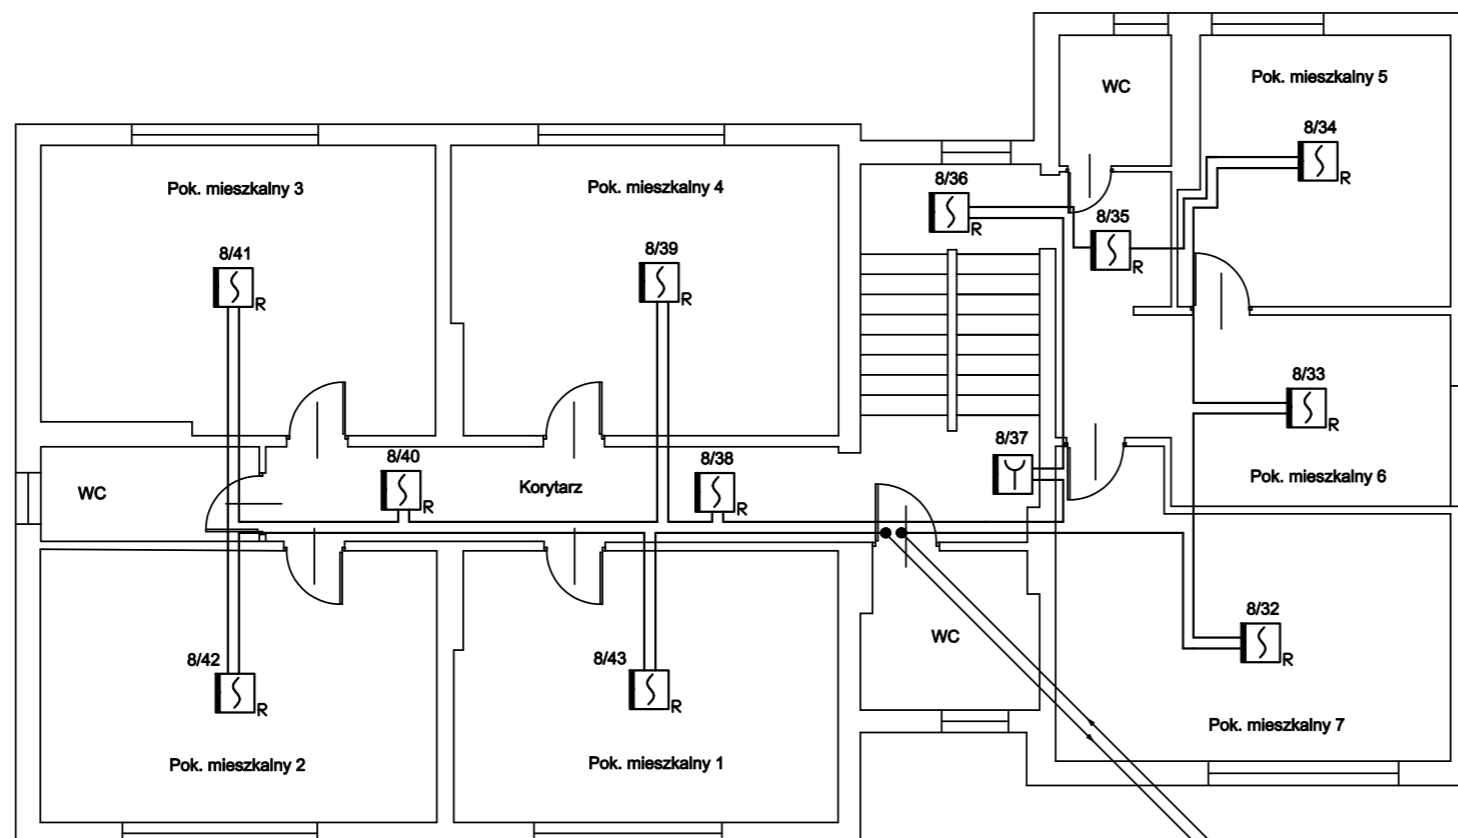 WC
Pok. mieszkalny 5
8/34
R
Pok. mieszkalny 3
Pok. mieszkalny 4
8/36
R
8/35
R
8/41
R
8/39
R
8/33
R
8/40
R
8/38
R
8/37
Korytarz
WC
Pok. mieszkalny 6
8/32
R
WC
8/42
R
8/43
R
Pok. mieszkalny 7
Pok. mieszkalny 2
Pok. mieszkalny 1